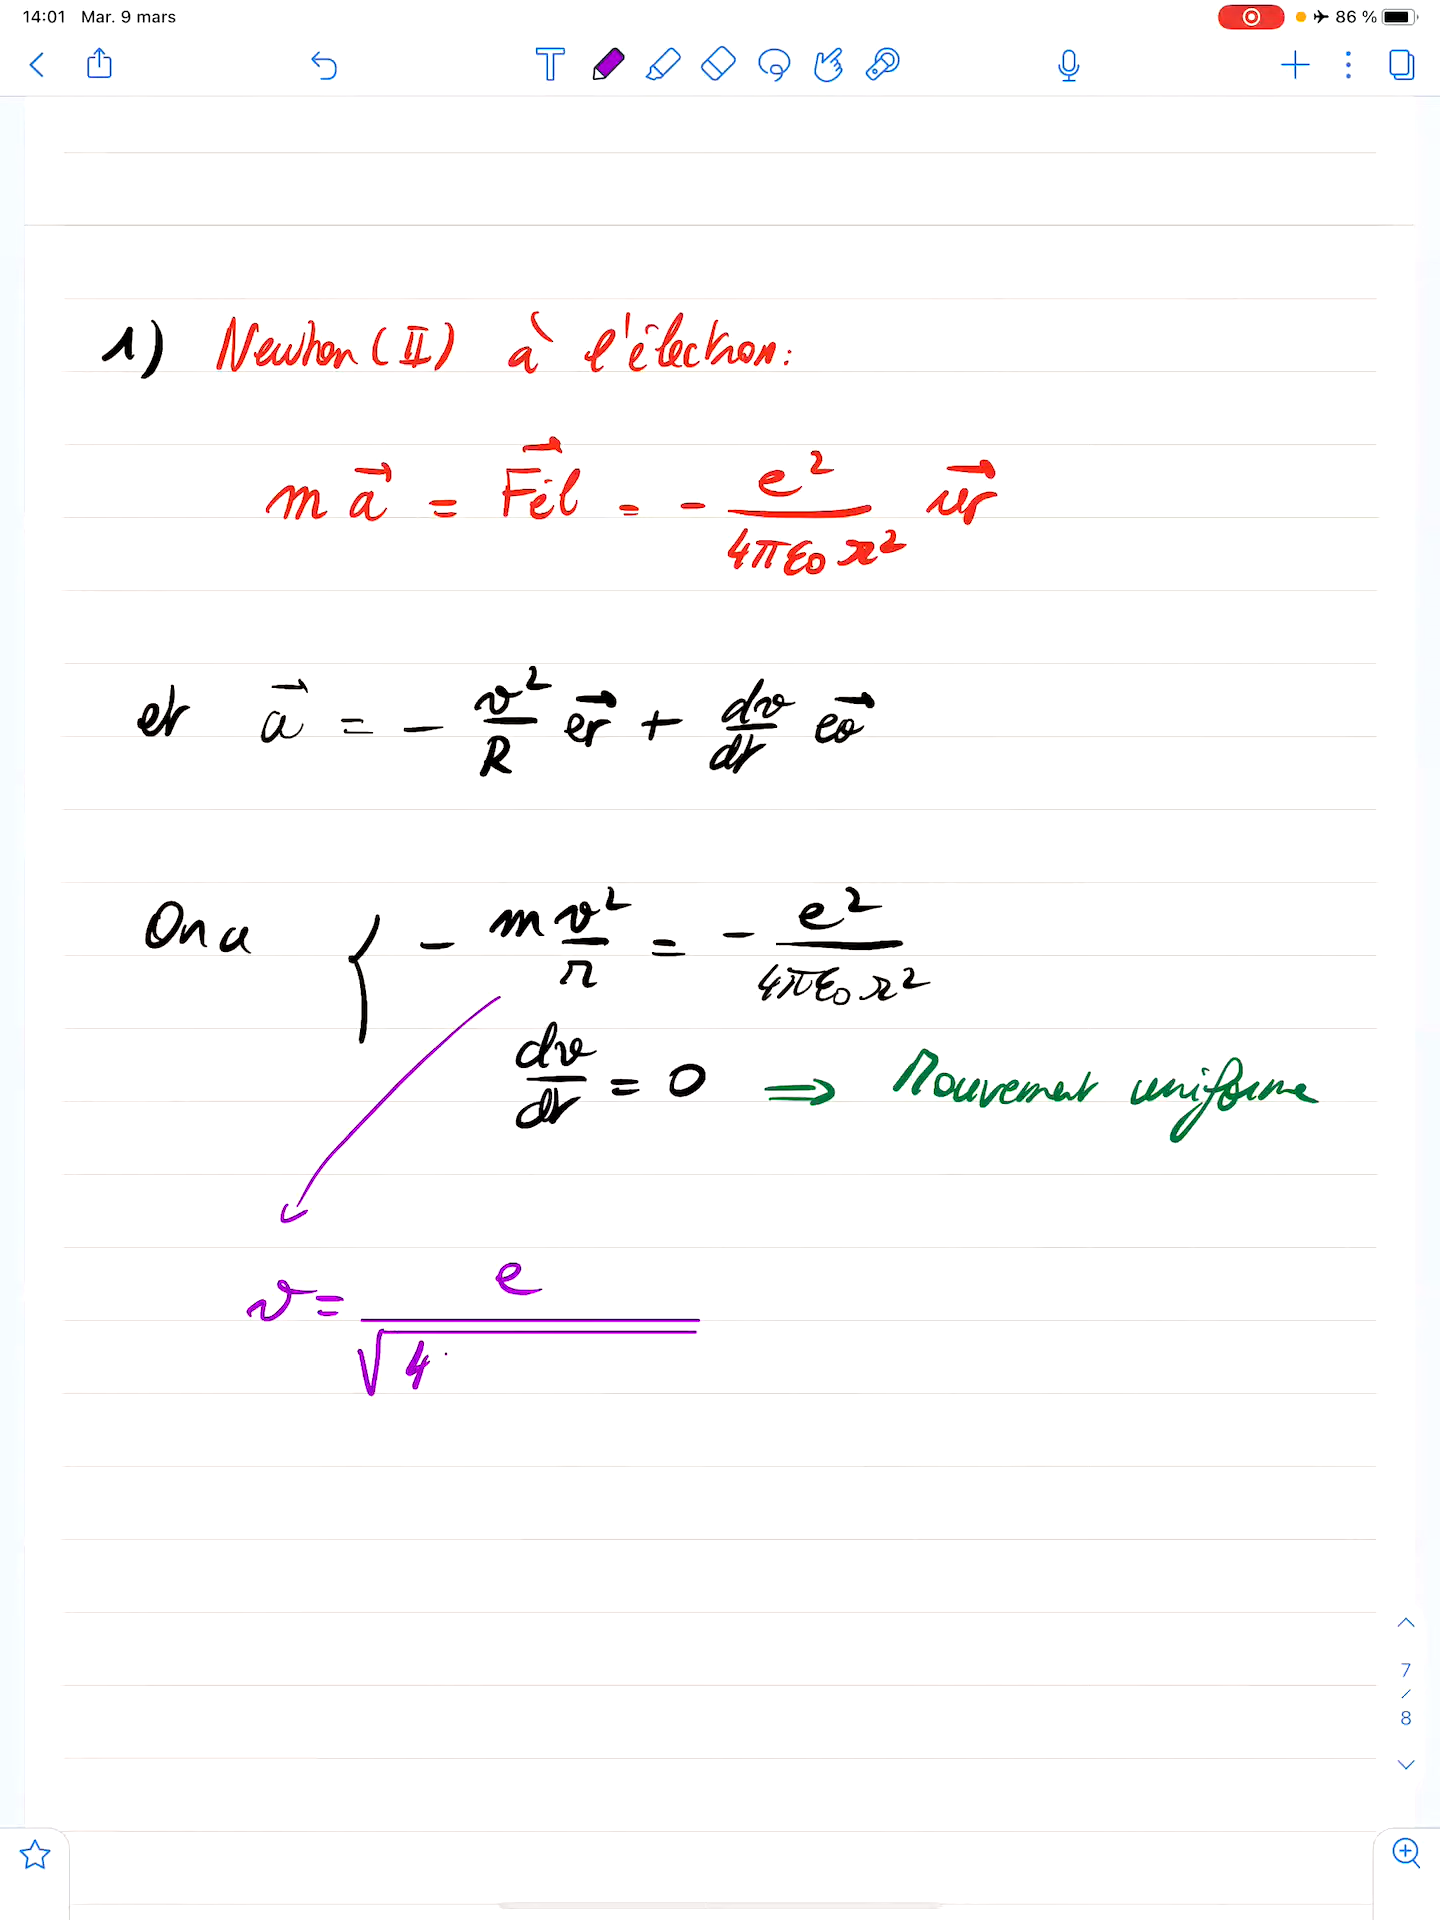 14:01 Mar. 9 mars 86 %
1) Newton (II) à l'électron:
m a⃗ = F⃗él = - e² / 4πε₀ r² u⃗r
et a⃗ = - v²/R e⃗r + dv/dt e⃗θ
On a { - m v²/r = - e² / 4πε₀ r²
dv/dt = 0 ⇒ Mouvement uniforme
v = e / √4
7
/
8